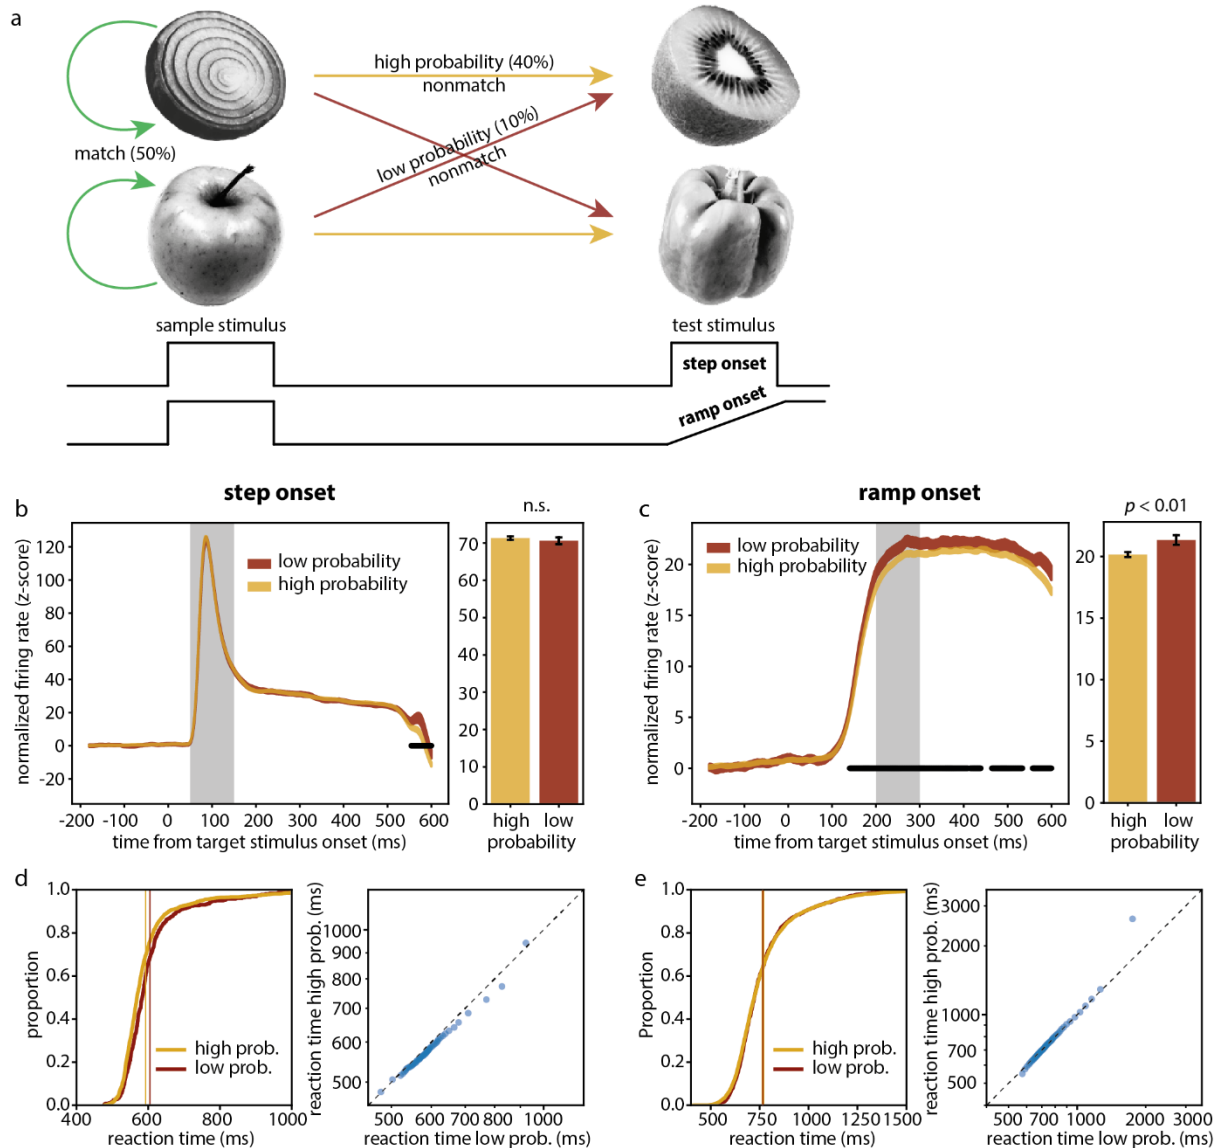 a
high probability (40%)
nonmatch
low probability (10%)
nonmatch
match (50%)
sample stimulus
test stimulus
step onset
ramp onset
b
step onset
n.s.
normalized firing rate (z-score)
120
100
80
60
40
20
0
-20
low probability
high probability
-200 -100 0 100 200 300 400 500 600
time from target stimulus onset (ms)
70
60
50
40
30
20
10
0
high low
probability
c
ramp onset
p < 0.01
normalized firing rate (z-score)
20
15
10
5
0
low probability
high probability
-200 -100 0 100 200 300 400 500 600
time from target stimulus onset (ms)
20
15
10
5
0
high low
probability
d
proportion
1.0
0.8
0.6
0.4
0.2
0.0
high prob.
low prob.
400 600 800 1000
reaction time (ms)
reaction time high prob. (ms)
1000
900
800
700
600
500
500 600 700 800 1000
reaction time low prob. (ms)
e
Proportion
1.0
0.8
0.6
0.4
0.2
0.0
high prob.
low prob.
500 750 1000 1250 1500
reaction time (ms)
reaction time high prob. (ms)
3000
2000
1000
700
500
500 700 1000 2000 3000
reaction time low prob. (ms)